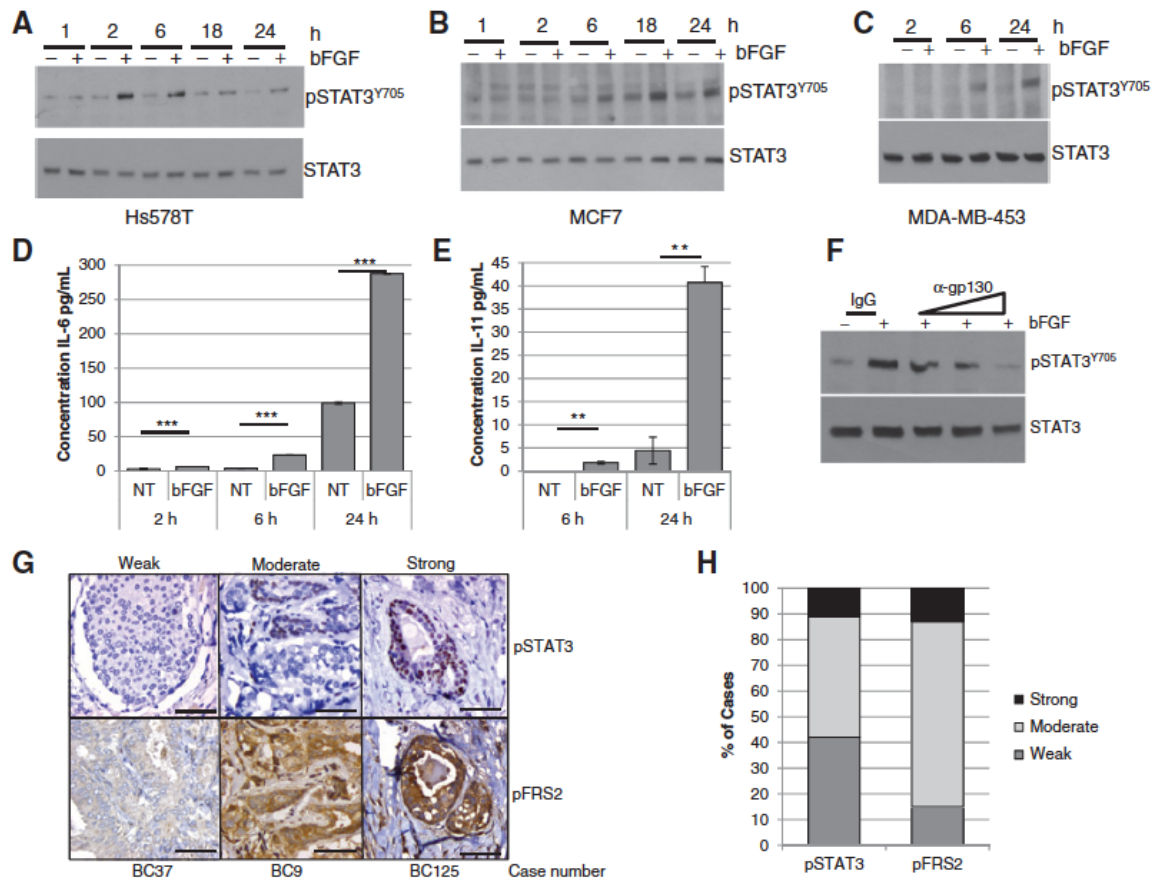 A
1 2 6 18 24 h
– + – + – + – + – + bFGF
pSTAT3Y705
STAT3
Hs578T
B
1 2 6 18 24 h
– + – + – + – + – + bFGF
pSTAT3Y705
STAT3
MCF7
C
2 6 24 h
– + – + – + bFGF
pSTAT3Y705
STAT3
MDA-MB-453
D
Concentration IL-6 pg/mL
300
250
200
150
100
50
0
***
***
***
NT bFGF NT bFGF NT bFGF
2 h 6 h 24 h
E
Concentration IL-11 pg/mL
45
40
35
30
25
20
15
10
5
0
**
**
NT bFGF NT bFGF
6 h 24 h
F
IgG α-gp130
– + + + + bFGF
pSTAT3Y705
STAT3
G
Weak Moderate Strong
pSTAT3
pFRS2
BC37 BC9 BC125 Case number
H
% of Cases
100
90
80
70
60
50
40
30
20
10
0
pSTAT3 pFRS2
Strong
Moderate
Weak